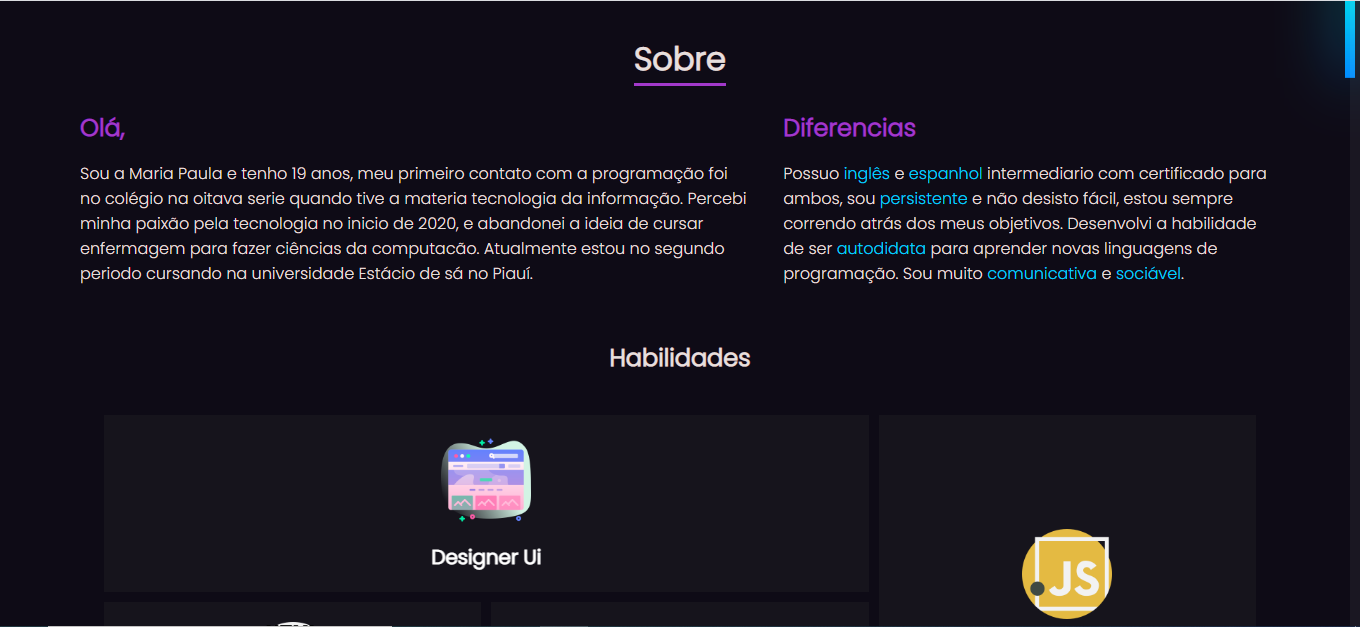 Sobre
Olá,
Sou a Maria Paula e tenho 19 anos, meu primeiro contato com a programação foi
no colégio na oitava serie quando tive a materia tecnologia da informação. Percebi
minha paixão pela tecnologia no inicio de 2020, e abandonei a ideia de cursar
enfermagem para fazer ciências da computacão. Atualmente estou no segundo
periodo cursando na universidade Estácio de sá no Piauí.
Diferencias
Possuo inglês e espanhol intermediario com certificado para
ambos, sou persistente e não desisto fácil, estou sempre
correndo atrás dos meus objetivos. Desenvolvi a habilidade
de ser autodidata para aprender novas linguagens de
programação. Sou muito comunicativa e sociável.
Habilidades
Designer Ui
JS